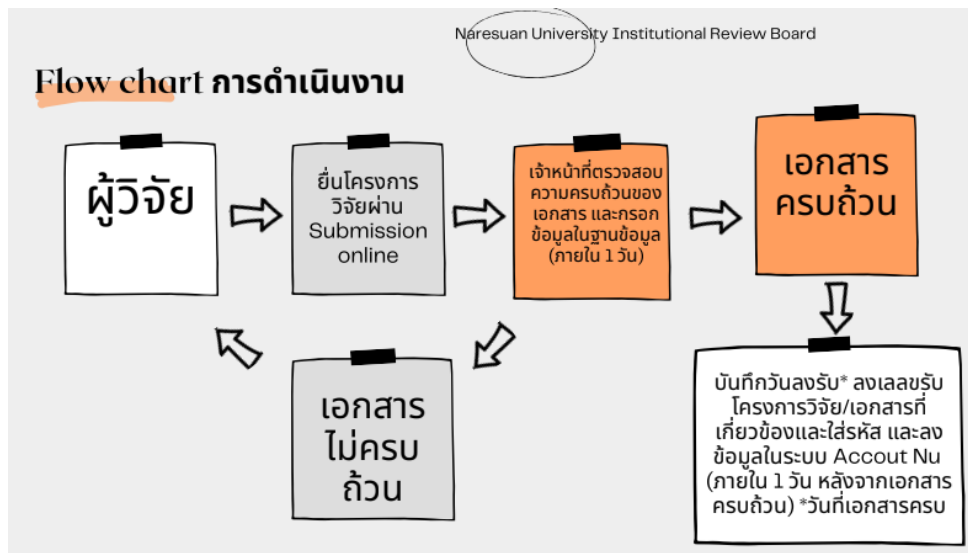 Naresuan University Institutional Review Board
Flow chart การดำเนินงาน
ผู้วิจัย
ยื่นโครงการ
วิจัยผ่าน
Submission
online
เจ้าหน้าที่ตรวจสอบ
ความครบถ้วนของ
เอกสาร และกรอก
ข้อมูลในฐานข้อมูล
(ภายใน 1 วัน)
เอกสาร
ครบถ้วน
เอกสาร
ไม่ครบ
ถ้วน
บันทึกวันลงรับ* ลงเลลขรับ
โครงการวิจัย/เอกสารที่
เกี่ยวข้องและใส่รหัส และลง
ข้อมูลในระบบ Accout Nu
(ภายใน 1 วัน หลังจากเอกสาร
ครบถ้วน) *วันที่เอกสารครบ